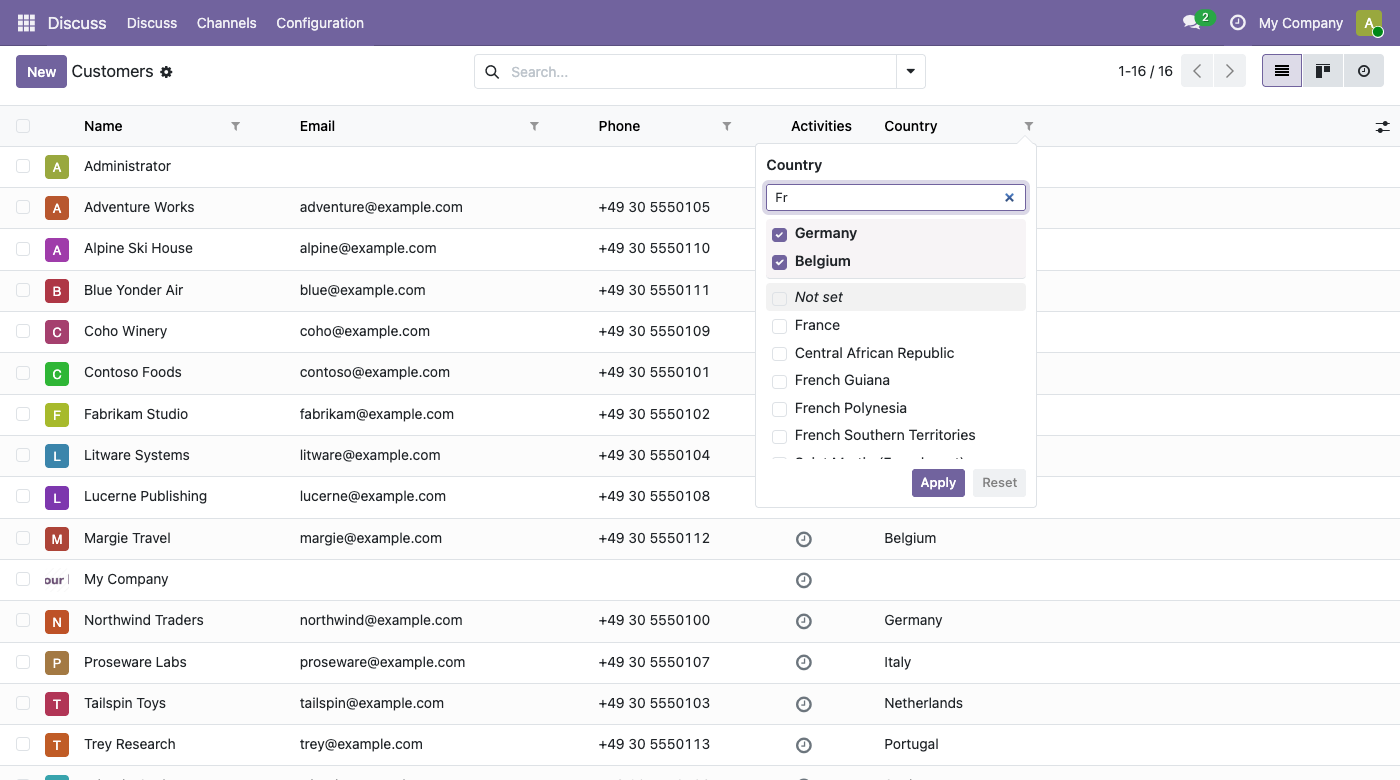 Discuss Discuss Channels Configuration 2 My Company A
New Customers Search... 1-16 / 16
Name Email Phone Activities Country
A Administrator
A Adventure Works adventure@example.com +49 30 5550105
A Alpine Ski House alpine@example.com +49 30 5550110
B Blue Yonder Air blue@example.com +49 30 5550111
C Coho Winery coho@example.com +49 30 5550109
C Contoso Foods contoso@example.com +49 30 5550101
F Fabrikam Studio fabrikam@example.com +49 30 5550102
L Litware Systems litware@example.com +49 30 5550104
L Lucerne Publishing lucerne@example.com +49 30 5550108
M Margie Travel margie@example.com +49 30 5550112 Belgium
our My Company
N Northwind Traders northwind@example.com +49 30 5550100 Germany
P Proseware Labs proseware@example.com +49 30 5550107 Italy
T Tailspin Toys tailspin@example.com +49 30 5550103 Netherlands
T Trey Research trey@example.com +49 30 5550113 Portugal
Country
Fr
Germany
Belgium
Not set
France
Central African Republic
French Guiana
French Polynesia
French Southern Territories
Apply Reset